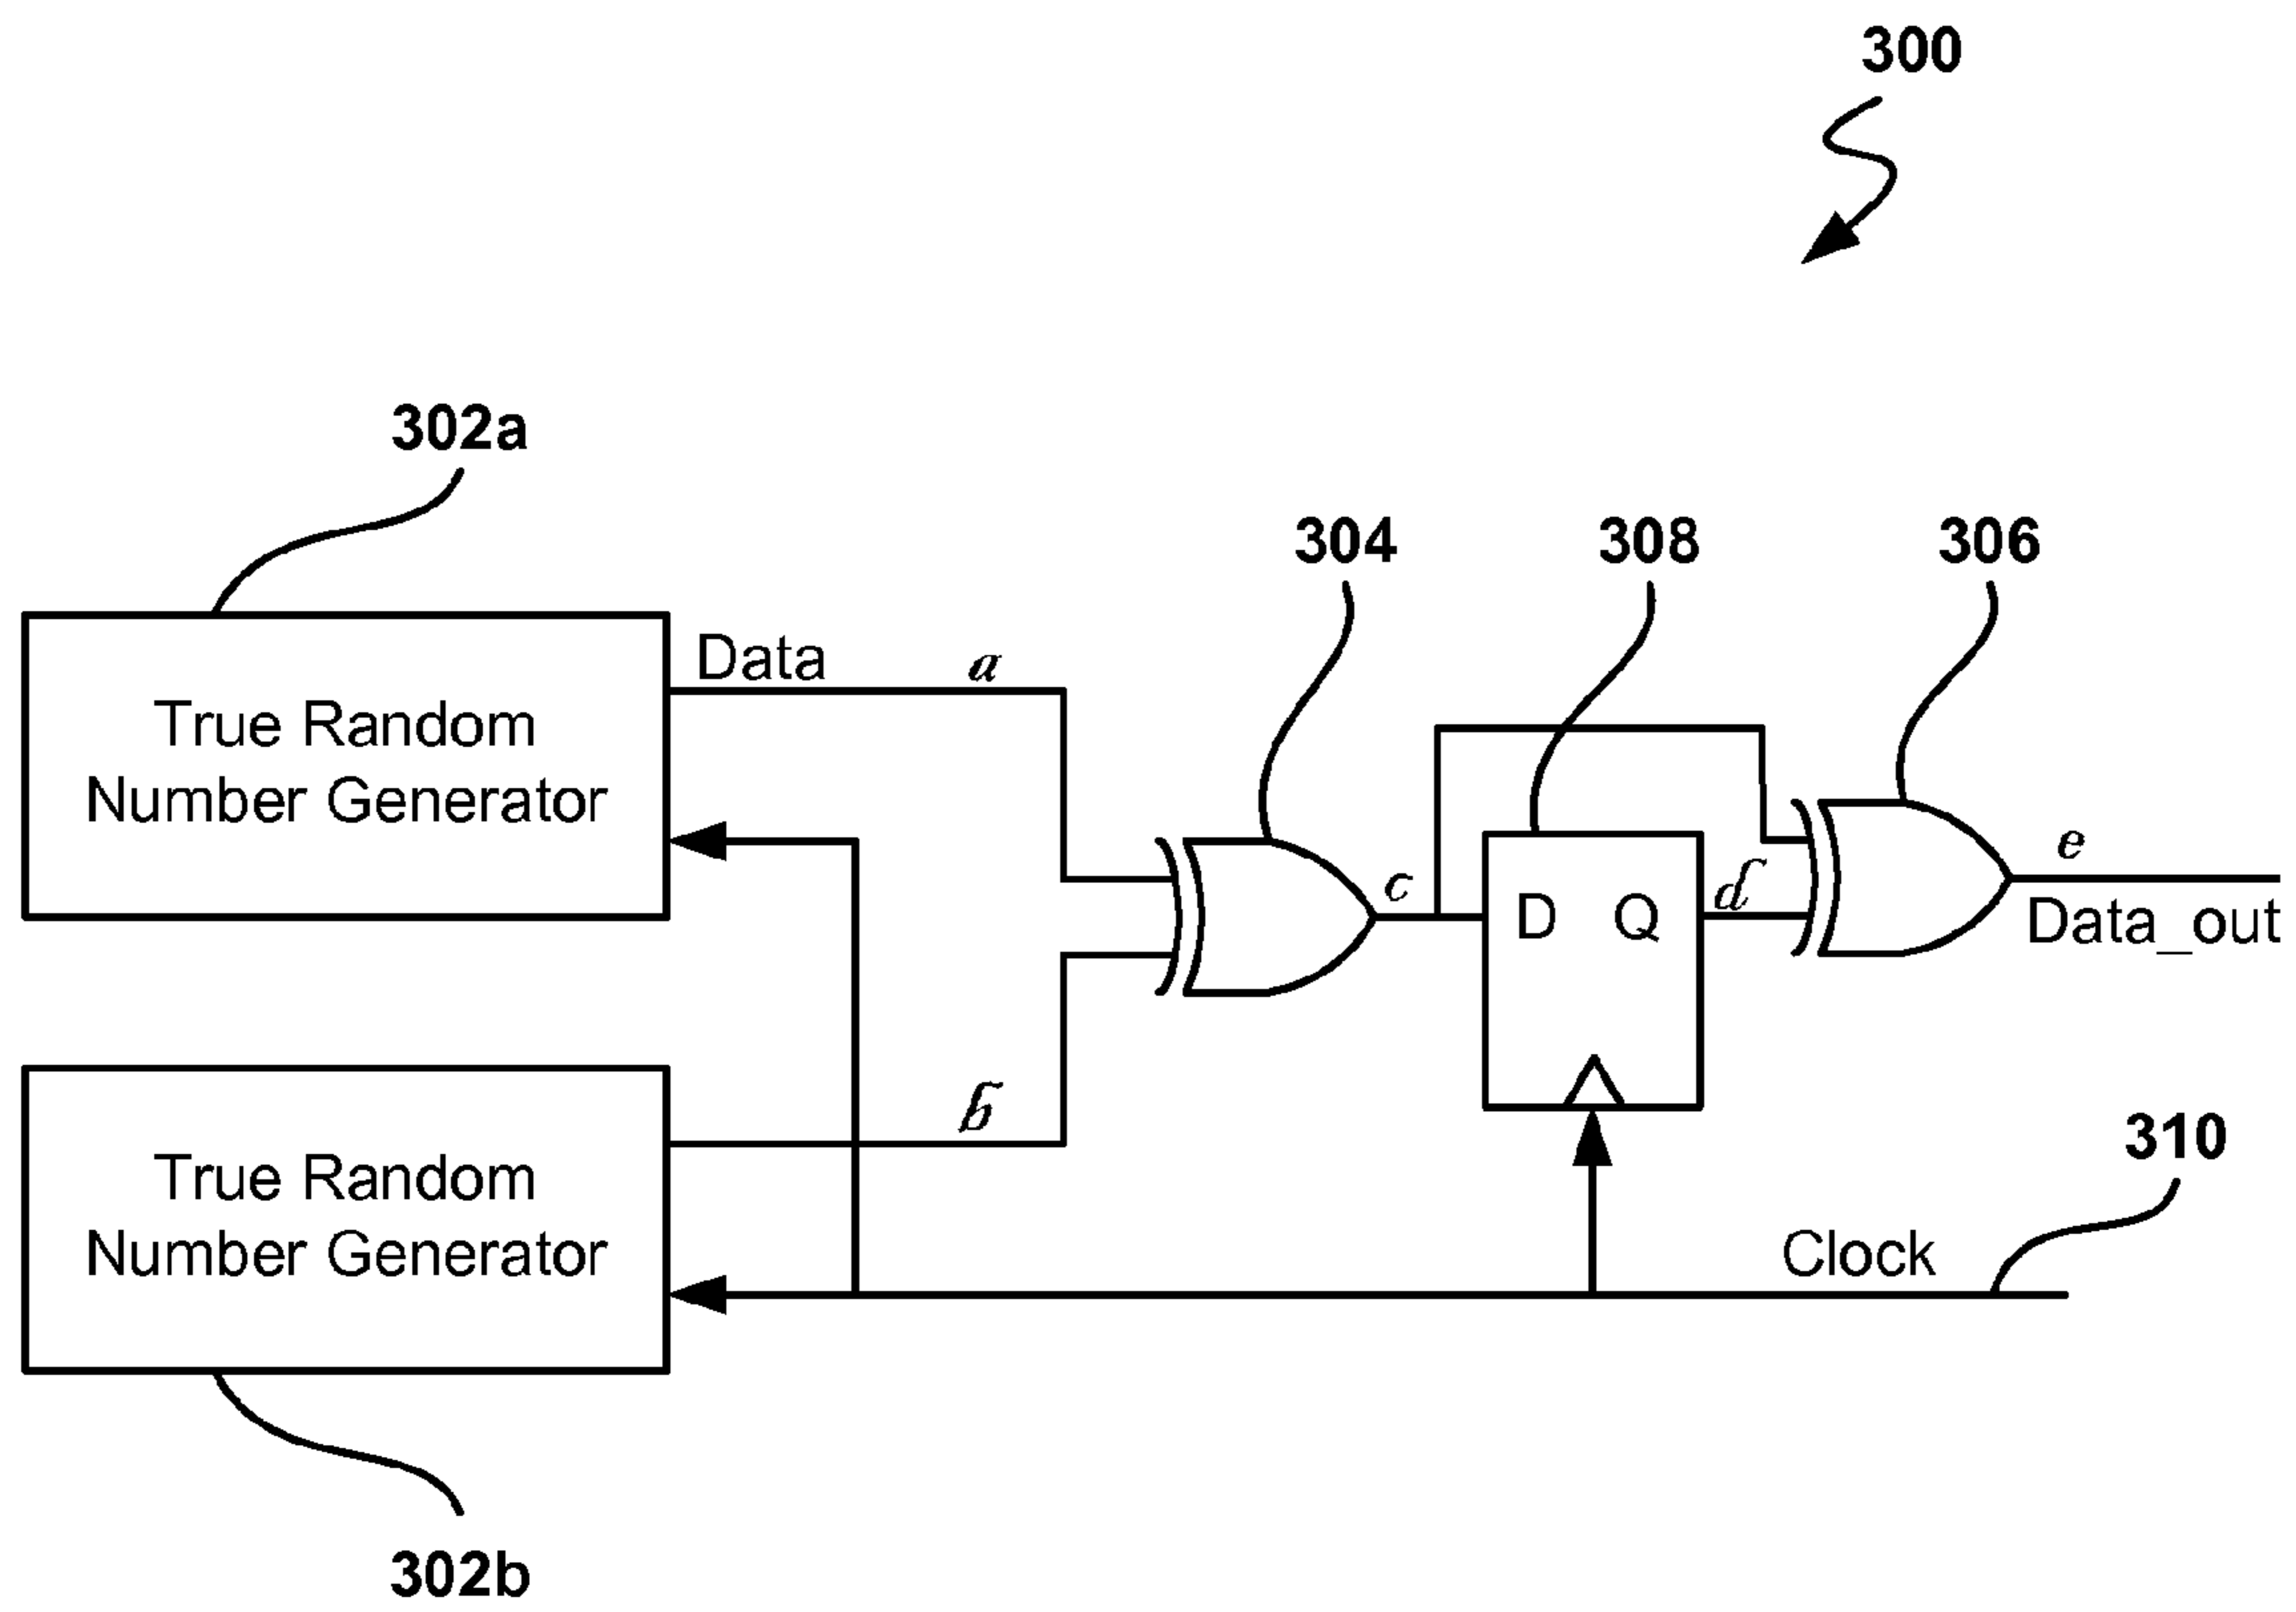 300
302a
304
308
306
Data
a
True Random
Number Generator
c
D Q
d
e
Data_out
b
True Random
Number Generator
310
Clock
302b